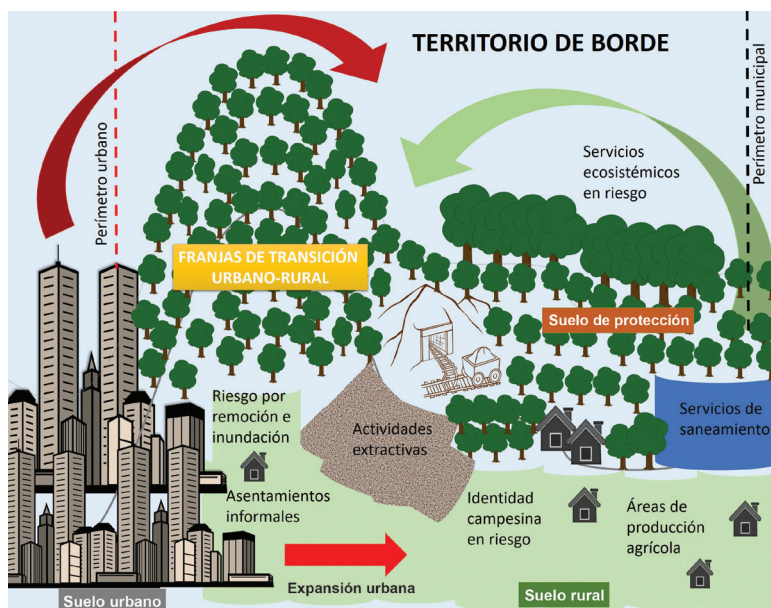 TERRITORIO DE BORDE
Perímetro urbano
Perímetro municipal
Servicios
ecosistémicos
en riesgo
FRANJAS DE TRANSICIÓN
URBANO-RURAL
Suelo de protección
Riesgo por
remoción e
inundación
Actividades
extractivas
Servicios de
saneamiento
Asentamientos
informales
Identidad
campesina
en riesgo
Áreas de
producción
agrícola
Expansión urbana
Suelo urbano
Suelo rural